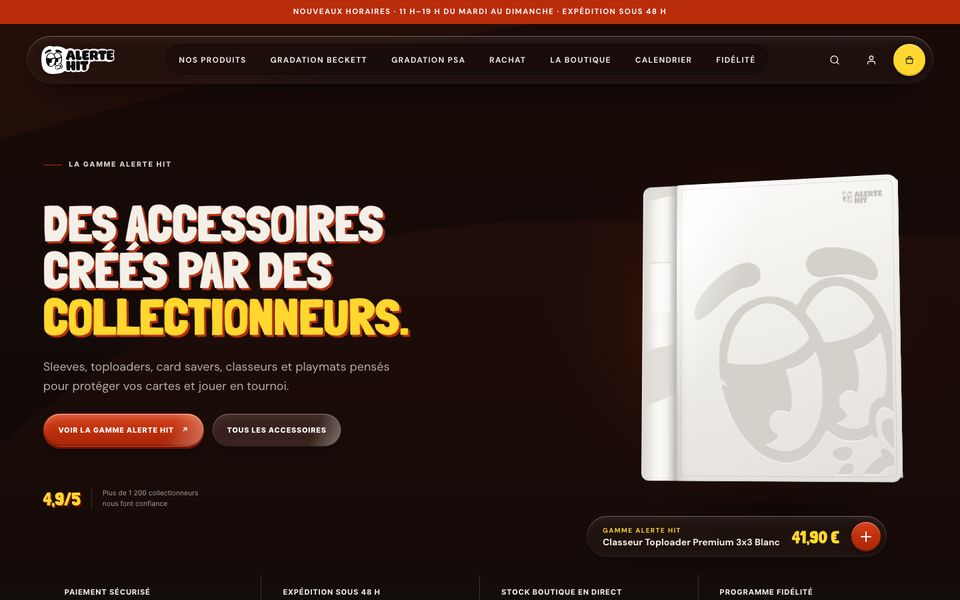 NOUVEAUX HORAIRES · 11 H–19 H DU MARDI AU DIMANCHE · EXPÉDITION SOUS 48 H
ALERTE
HIT
NOS PRODUITS
GRADATION BECKETT
GRADATION PSA
RACHAT
LA BOUTIQUE
CALENDRIER
FIDÉLITÉ
LA GAMME ALERTE HIT
DES ACCESSOIRES
CRÉÉS PAR DES
COLLECTIONNEURS.
Sleeves, toploaders, card savers, classeurs et playmats pensés
pour protéger vos cartes et jouer en tournoi.
VOIR LA GAMME ALERTE HIT ↗
TOUS LES ACCESSOIRES
4,9/5
Plus de 1 200 collectionneurs
nous font confiance
ALERTE
HIT
GAMME ALERTE HIT
Classeur Toploader Premium 3x3 Blanc
41,90 €
PAIEMENT SÉCURISÉ
EXPÉDITION SOUS 48 H
STOCK BOUTIQUE EN DIRECT
PROGRAMME FIDÉLITÉ